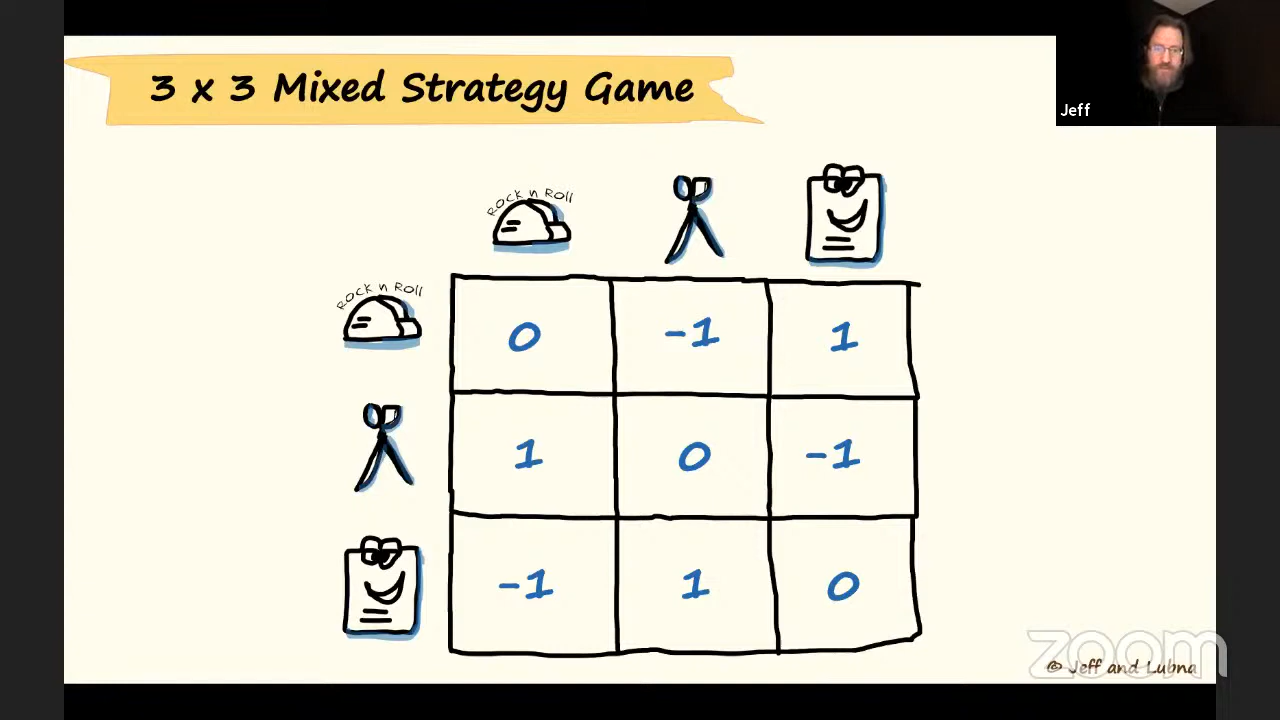 3 x 3 Mixed Strategy Game
Jeff
Rock n Roll
Rock n Roll
0 -1 1
1 0 -1
-1 1 0
zoom
© Jeff and Lubna